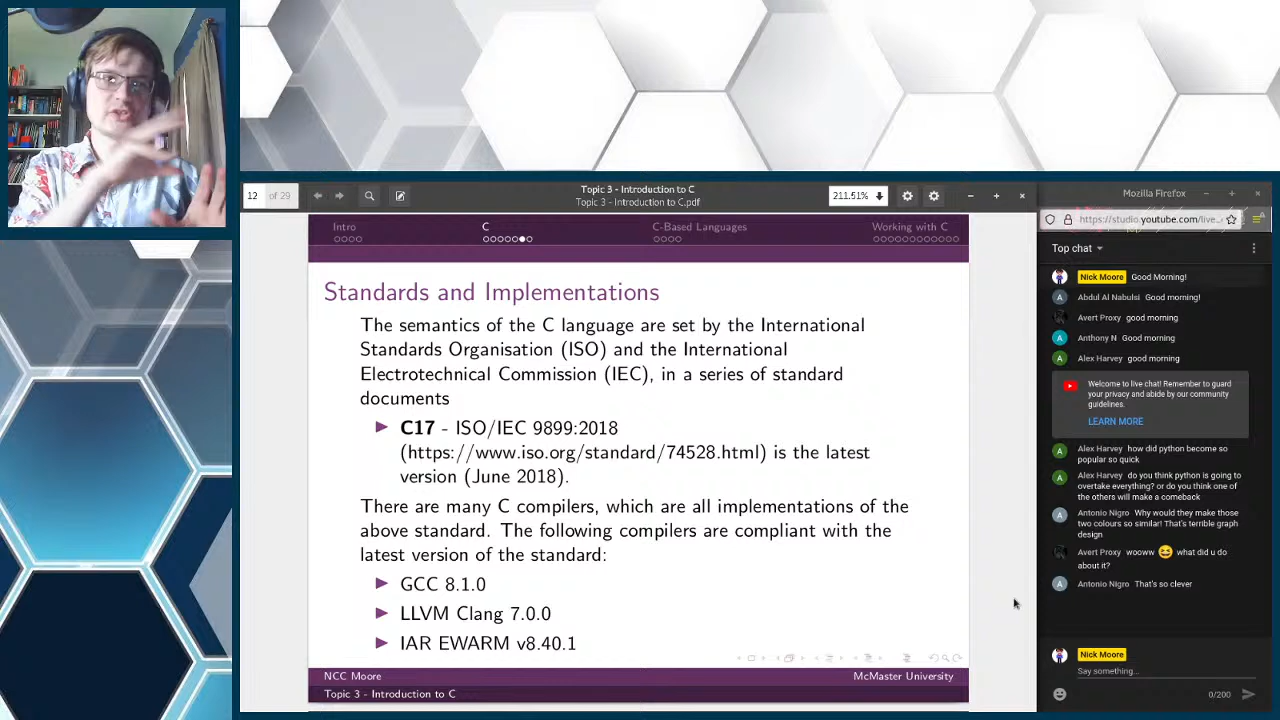 12 of 29
Topic 3 - Introduction to C
Topic 3 - Introduction to C.pdf
211.51%
Intro
C
C-Based Languages
Working with C
Standards and Implementations
The semantics of the C language are set by the International
Standards Organisation (ISO) and the International
Electrotechnical Commission (IEC), in a series of standard
documents
C17 - ISO/IEC 9899:2018
(https://www.iso.org/standard/74528.html) is the latest
version (June 2018).
There are many C compilers, which are all implementations of the
above standard. The following compilers are compliant with the
latest version of the standard:
GCC 8.1.0
LLVM Clang 7.0.0
IAR EWARM v8.40.1
NCC Moore
McMaster University
Topic 3 - Introduction to C
Mozilla Firefox
https://studio.youtube.com/live
Top chat
Nick Moore Good Morning!
Abdul Al Nabulsi Good morning!
Avert Proxy good morning
Anthony N Good morning
Alex Harvey good morning
Welcome to live chat! Remember to guard
your privacy and abide by our community
guidelines.
LEARN MORE
Alex Harvey how did python become so
popular so quick
Alex Harvey do you think python is going to
overtake everything? or do you think one of
the others will make a comeback
Antonio Nigro Why would they make those
two colours so similar! That's terrible graph
design
Avert Proxy wooww 😆 what did u do
about it?
Antonio Nigro That's so clever
Nick Moore
Say something...
0/200